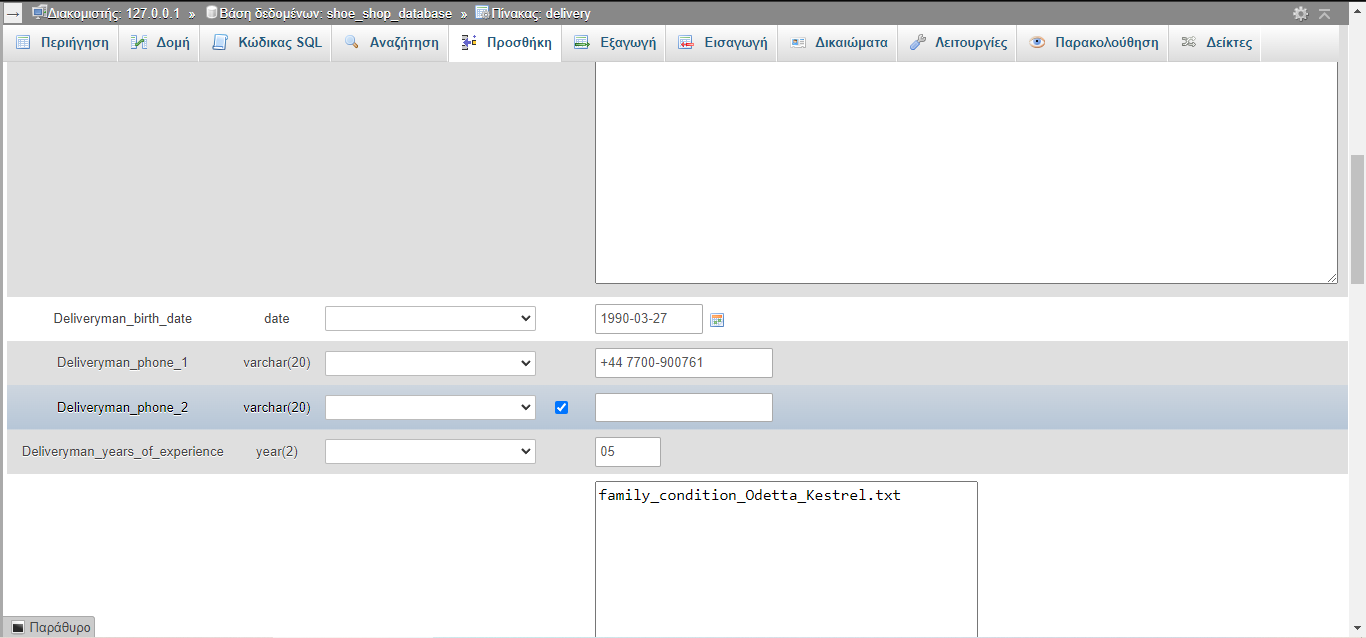 Διακομιστής: 127.0.0.1 » Βάση δεδομένων: shoe_shop_database » Πίνακας: delivery
Περιήγηση Δομή Κώδικας SQL Αναζήτηση Προσθήκη Εξαγωγή Εισαγωγή Δικαιώματα Λειτουργίες Παρακολούθηση Δείκτες
Deliveryman_birth_date date 1990-03-27
Deliveryman_phone_1 varchar(20) +44 7700-900761
Deliveryman_phone_2 varchar(20)
Deliveryman_years_of_experience year(2) 05
family_condition_Odetta_Kestrel.txt
Παράθυρο